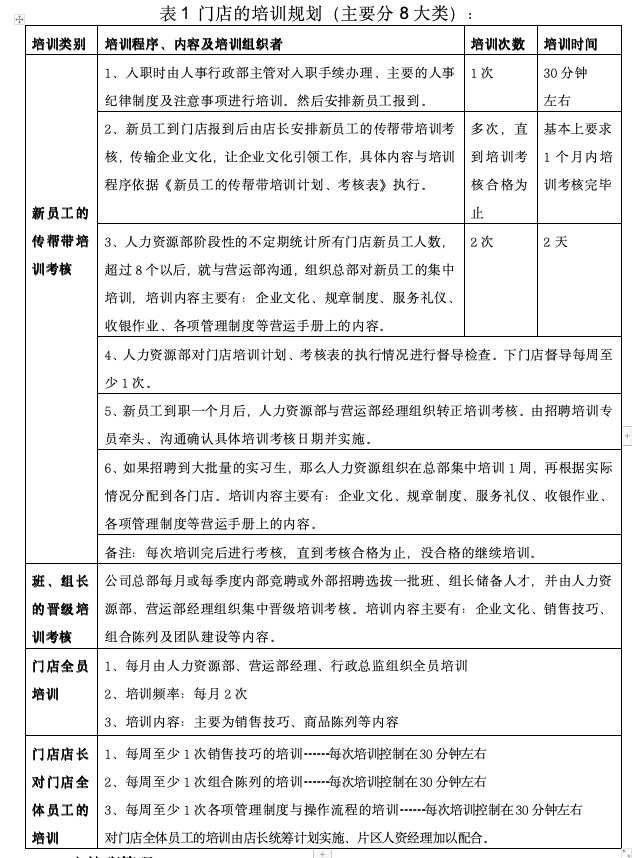 表 1 门店的培训规划（主要分 8 大类）:
培训类别 培训程序、内容及培训组织者 培训次数 培训时间
新员工的
传帮带培
训考核
1、入职时由人事行政部主管对入职手续办理、主要的人事
纪律制度及注意事项进行培训。然后安排新员工报到。
1 次
30 分钟
左右
2、新员工到门店报到后由店长安排新员工的传帮带培训考
核，传输企业文化，让企业文化引领工作，具体内容与培训
程序依据《新员工的传帮带培训计划、考核表》执行。
多次，直
到培训考
核合格为
止
基本上要求
1 个月内培
训考核完毕
3、人力资源部阶段性的不定期统计所有门店新员工人数，
超过 8 个以后，就与营运部沟通，组织总部对新员工的集中
培训，培训内容主要有：企业文化、规章制度、服务礼仪、
收银作业、各项管理制度等营运手册上的内容。
2 次
2 天
4、人力资源部对门店培训计划、考核表的执行情况进行督导检查。下门店督导每周至
少 1 次。
5、新员工到职一个月后，人力资源部与营运部经理组织转正培训考核。由招聘培训专
员牵头、沟通确认具体培训考核日期并实施。
6、如果招聘到大批量的实习生，那么人力资源组织在总部集中培训 1 周，再根据实际
情况分配到各门店。培训内容主要有：企业文化、规章制度、服务礼仪、收银作业、
各项管理制度等营运手册上的内容。
备注：每次培训完后进行考核，直到考核合格为止，没合格的继续培训。
班、组长
的晋级培
训考核
公司总部每月或每季度内部竞聘或外部招聘选拔一批班、组长储备人才，并由人力资
源部、营运部经理组织集中晋级培训考核。培训内容主要有：企业文化、销售技巧、
组合陈列及团队建设等内容。
门店全员
培训
1、每月由人力资源部、营运部经理、行政总监组织全员培训
2、培训频率：每月 2 次
3、培训内容：主要为销售技巧、商品陈列等内容
门店店长
对门店全
体员工的
培训
1、每周至少 1 次销售技巧的培训------每次培训控制在 30 分钟左右
2、每周至少 1 次组合陈列的培训------每次培训控制在 30 分钟左右
3、每周至少 1 次各项管理制度与操作流程的培训------每次培训控制在 30 分钟左右
对门店全体员工的培训由店长统筹计划实施、片区人资经理加以配合。